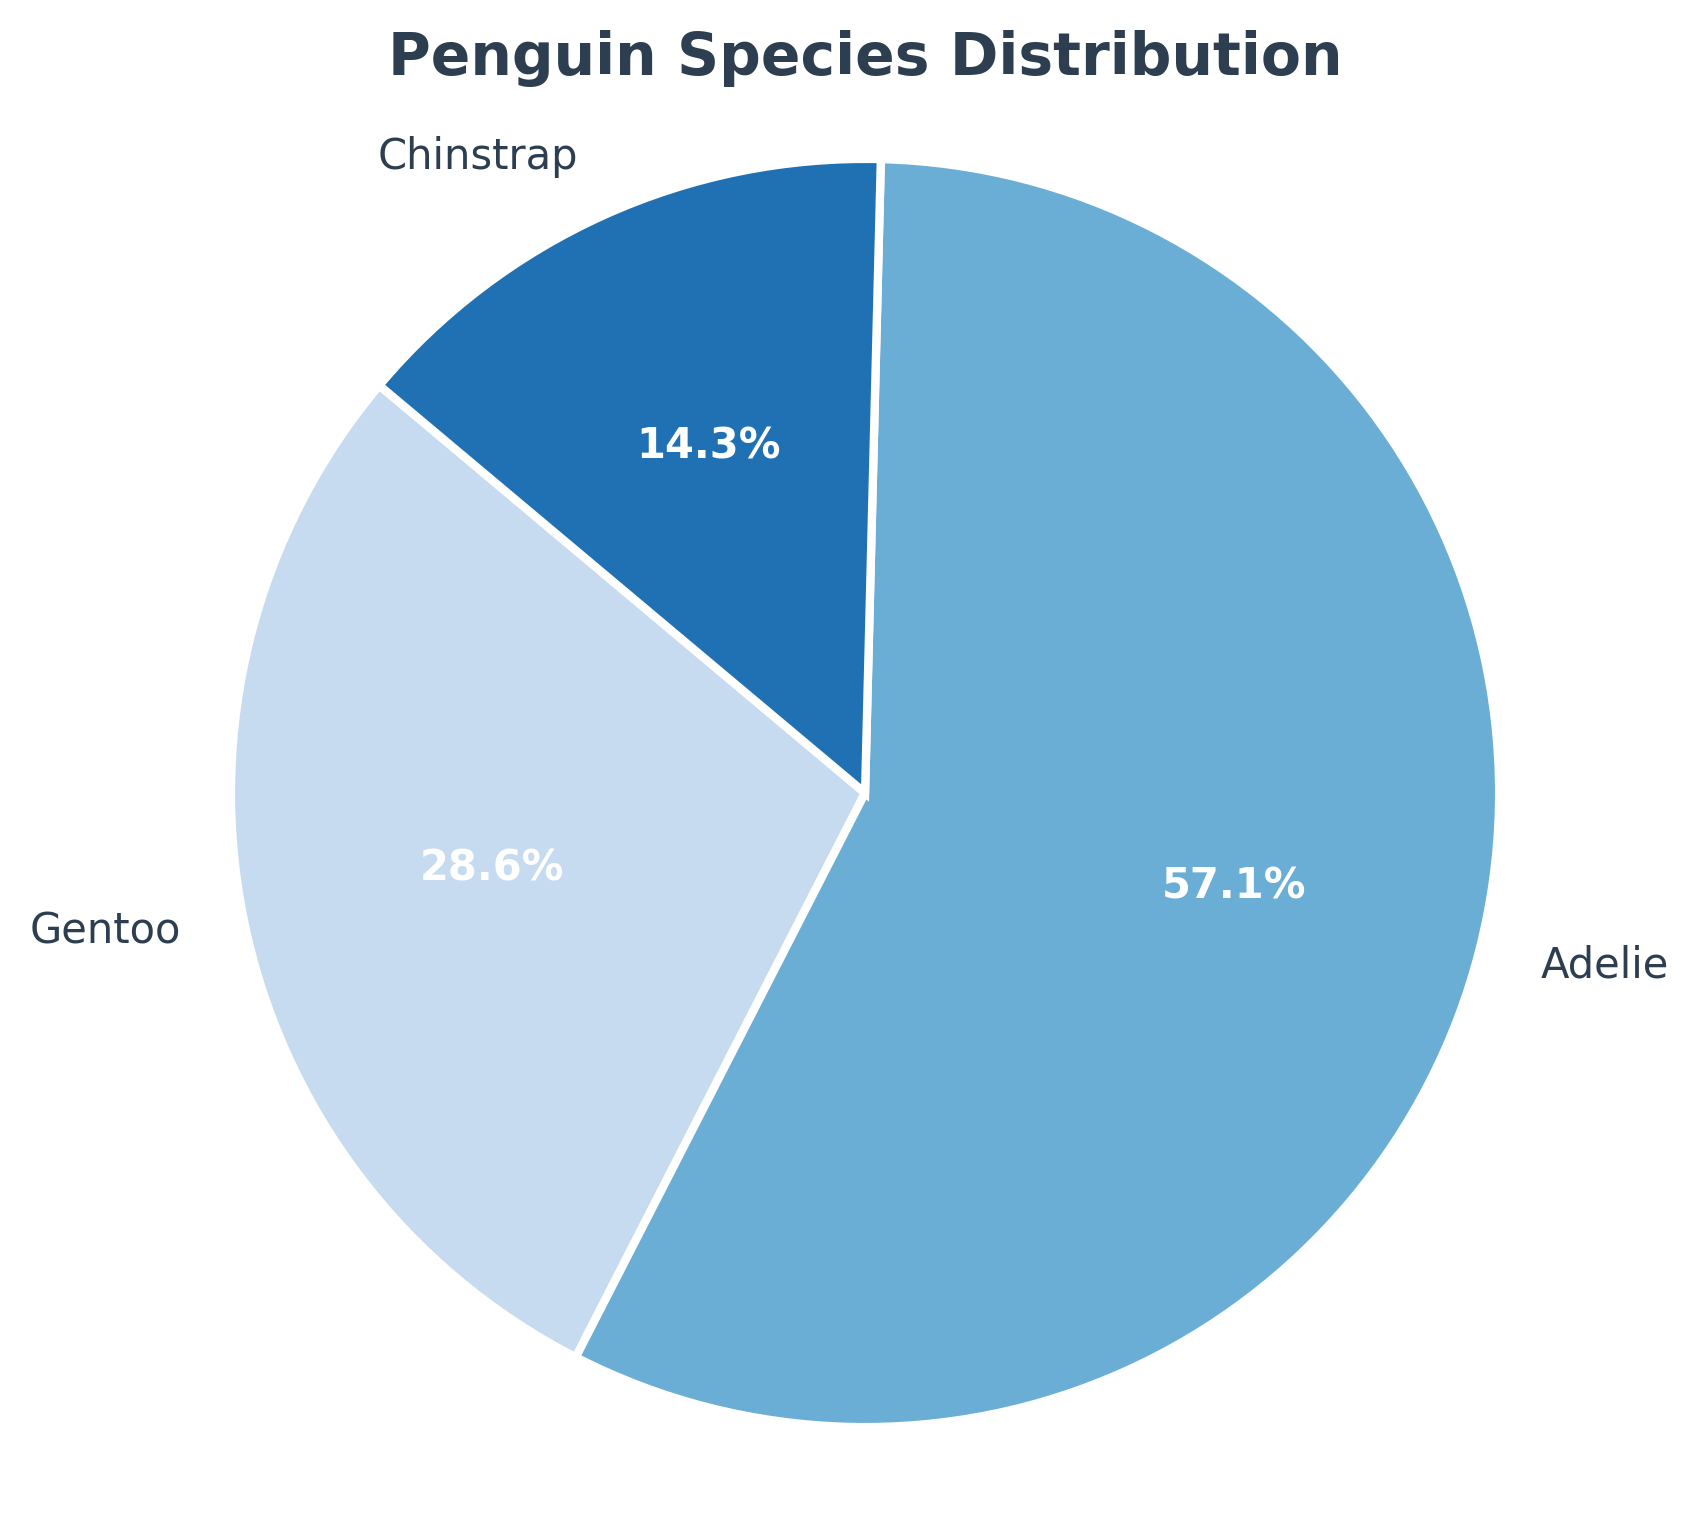 Penguin Species Distribution
Chinstrap
14.3%
28.6%
57.1%
Gentoo
Adelie